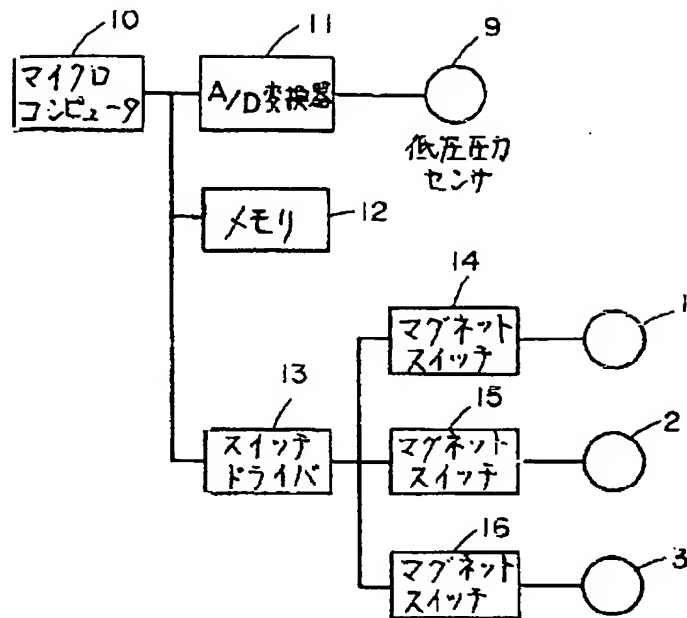 10
マイクロ
コンピュータ
11
A/D変換器
9
低圧圧力
センサ
メモリ
12
14
マグネット
スイッチ
1
13
スイッチ
ドライバ
15
マグネット
スイッチ
2
16
マグネット
スイッチ
3